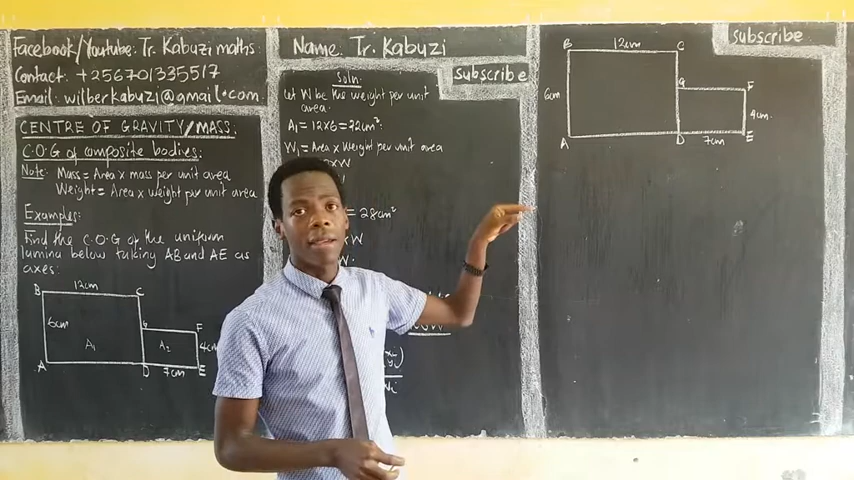 Facebook/Youtube: Tr. Kabuzi maths
Contact: +256701335517
Email: wilberkabuzi@gmail.com
CENTRE OF GRAVITY/MASS
C.O.G of composite bodies:
Note: Mass = Area x mass per unit area
Weight = Area x weight per unit area
Examples:
Find the C.O.G of the uniform
lamina below taking AB and AE as
axes:
B 12cm C
6cm
G F
A1 A2 4cm
A D 7cm E
Name: Tr. Kabuzi
Subscribe
Soln:
Let W be the weight per unit
area.
A1 = 12x6 = 72cm²:
W1 = Area x Weight per unit area
= 28cm²
Subscribe
B 12cm C
6cm G F
4cm
A D 7cm E